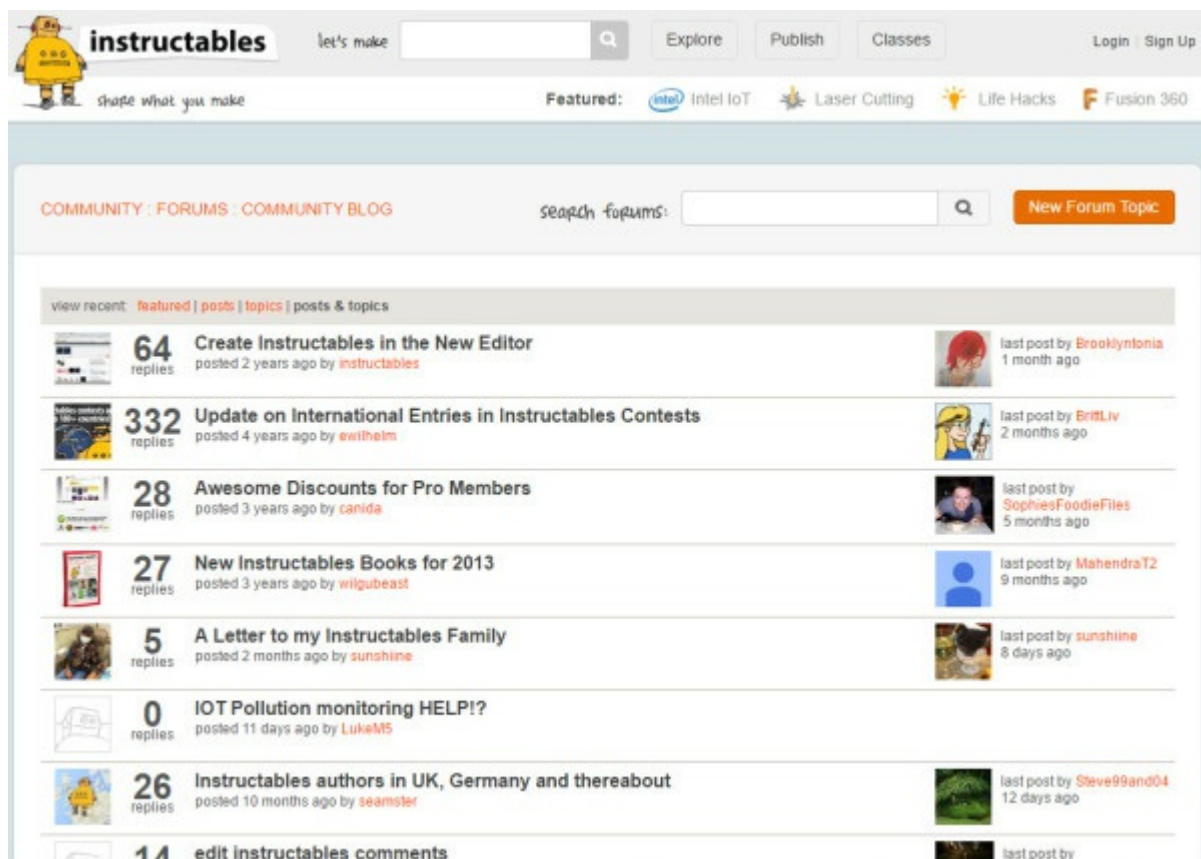 instructables
let's make
Explore
Publish
Classes
Login
Sign Up
share what you make
Featured:
intel Intel IoT
Laser Cutting
Life Hacks
F Fusion 360
COMMUNITY : FORUMS : COMMUNITY BLOG
search forums:
New Forum Topic
view recent: featured | posts | topics | posts & topics
64
replies
Create Instructables in the New Editor
posted 2 years ago by instructables
last post by Brooklyntonia
1 month ago
332
replies
Update on International Entries in Instructables Contests
posted 4 years ago by ewilhelm
last post by BrittLiv
2 months ago
28
replies
Awesome Discounts for Pro Members
posted 3 years ago by canida
last post by
SophiesFoodieFiles
5 months ago
27
replies
New Instructables Books for 2013
posted 3 years ago by wilgubeast
last post by MahendraT2
9 months ago
5
replies
A Letter to my Instructables Family
posted 2 months ago by sunshiine
last post by sunshiine
8 days ago
0
replies
IOT Pollution monitoring HELP!?
posted 11 days ago by LukeM5
26
replies
Instructables authors in UK, Germany and thereabout
posted 10 months ago by seamster
last post by Steve99and04
12 days ago
14
edit instructables comments
last post by